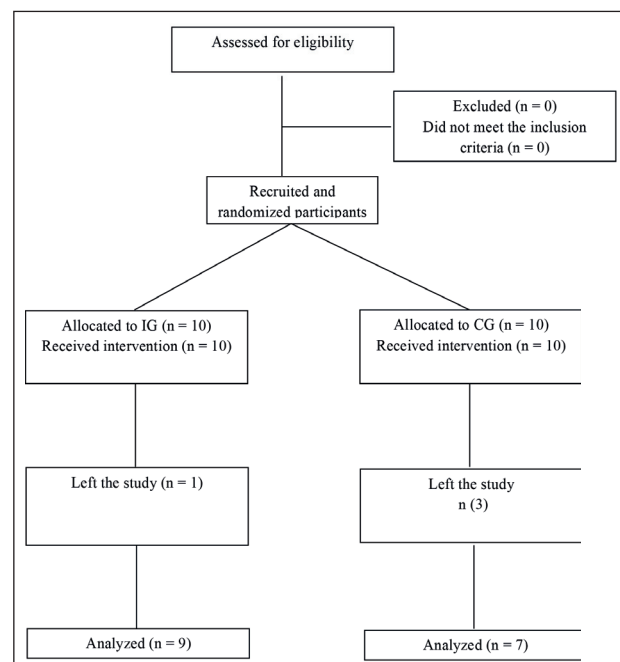 Assessed for eligibility
Excluded (n = 0)
Did not meet the inclusion
criteria (n = 0)
Recruited and
randomized participants
Allocated to IG (n = 10)
Received intervention (n = 10)
Allocated to CG (n = 10)
Received intervention (n = 10)
Left the study (n = 1)
Left the study
n (3)
Analyzed (n = 9)
Analyzed (n = 7)